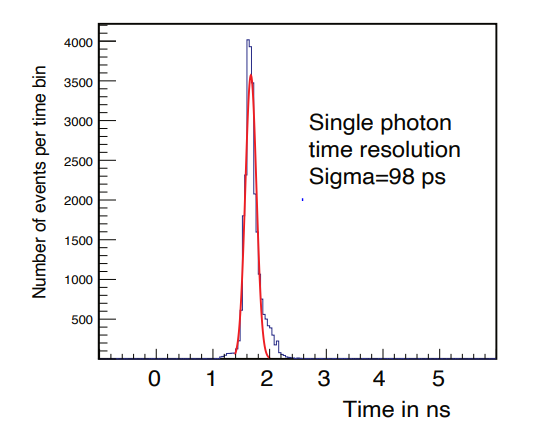 Number of events per time bin
4000
3500
3000
2500
2000
1500
1000
500
Single photon
time resolution
Sigma=98 ps
0 1 2 3 4 5
Time in ns